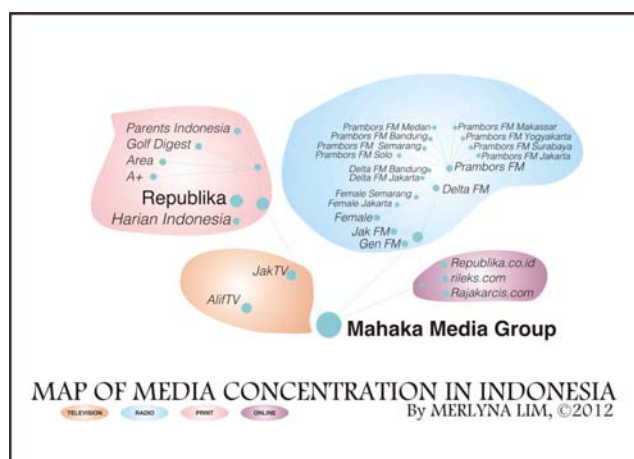 Parents Indonesia
Golf Digest
Area
A+
Republika
Harian Indonesia
Prambors FM Medan
Prambors FM Bandung
Prambors FM Semarang
Prambors FM Solo
Prambors FM Makassar
Prambors FM Yogyakarta
Prambors FM Surabaya
Prambors FM Jakarta
Prambors FM
Delta FM Bandung
Delta FM Jakarta
Delta FM
Female Semarang
Female Jakarta
Female
Jak FM
Gen FM
JakTV
AlifTV
Republika.co.id
rileks.com
Rajakarcis.com
Mahaka Media Group
MAP OF MEDIA CONCENTRATION IN INDONESIA
By MERLYNA LIM, ©2012
TELEVISION
RADIO
PRINT
ONLINE